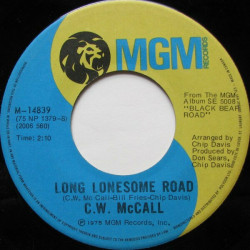 MGM
RECORDS
M-14839
(75 NP 1379-S)
(2006 560)
Time: 2:10
From The MGM
Album SE 5008
"BLACK BEAR
ROAD"
Arranged by
Chip Davis
Produced by
Don Sears,
Chip Davis
LONG LONESOME ROAD
(C.W. McCall-Bill Fries-Chip Davis)
C.W. McCALL
© 1975 MGM Records, Inc.